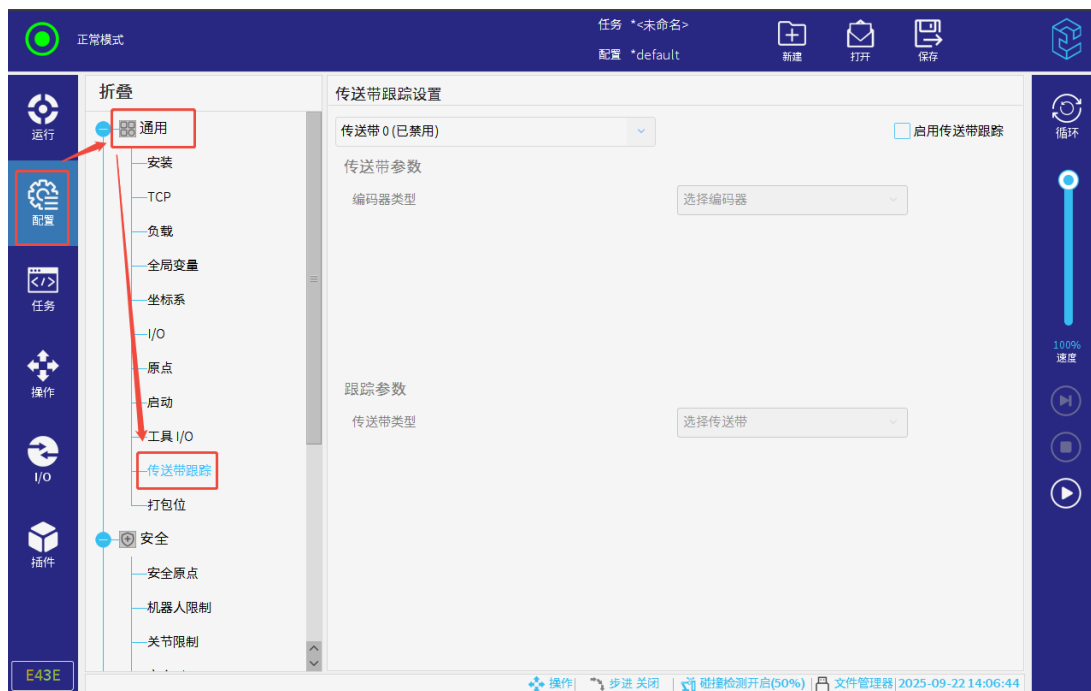 正常模式
任务 *<未命名>
配置 *default
新建
打开
保存
运行
配置
任务
操作
I/O
插件
E43E
折叠
通用
安装
TCP
负载
全局变量
坐标系
I/O
原点
启动
工具 I/O
传送带跟踪
打包位
安全
安全原点
机器人限制
关节限制
传送带跟踪设置
传送带 0 (已禁用)
启用传送带跟踪
传送带参数
编码器类型
选择编码器
跟踪参数
传送带类型
选择传送带
循环
100%
速度
操作
步进 关闭
碰撞检测开启(50%)
文件管理器
2025-09-22 14:06:44